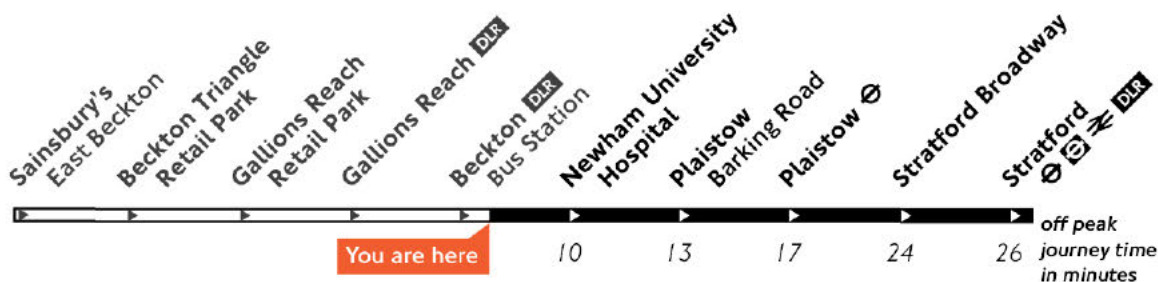 Sainsbury's
East Beckton
Beckton Triangle
Retail Park
Gallions Reach
Retail Park
Gallions Reach DLR
Beckton DLR
Bus Station
Newham University
Hospital
Plaistow
Barking Road
Plaistow
Stratford Broadway
Stratford
DLR
You are here
10
13
17
24
26
off peak
journey time
in minutes